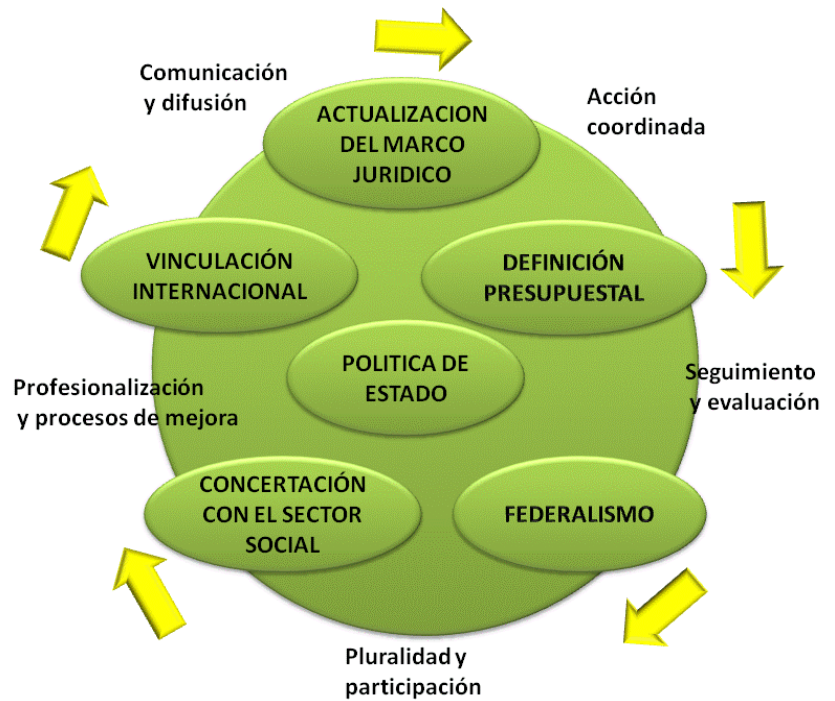 Comunicación
y difusión
ACTUALIZACION
DEL MARCO
JURIDICO
Acción
coordinada
VINCULACIÓN
INTERNACIONAL
DEFINICIÓN
PRESUPUESTAL
POLITICA DE
ESTADO
Profesionalización
y procesos de mejora
Seguimiento
y evaluación
CONCERTACIÓN
CON EL SECTOR
SOCIAL
FEDERALISMO
Pluralidad y
participación